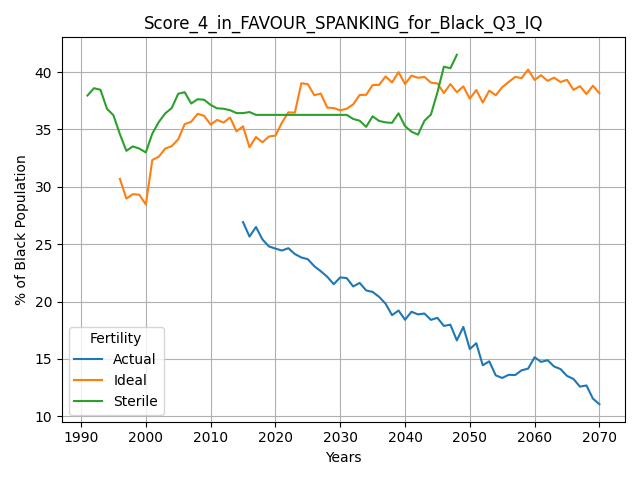 Score_4_in_FAVOUR_SPANKING_for_Black_Q3_IQ
% of Black Population
40
35
30
25
20
15
10
Fertility
Actual
Ideal
Sterile
1990 2000 2010 2020 2030 2040 2050 2060 2070
Years